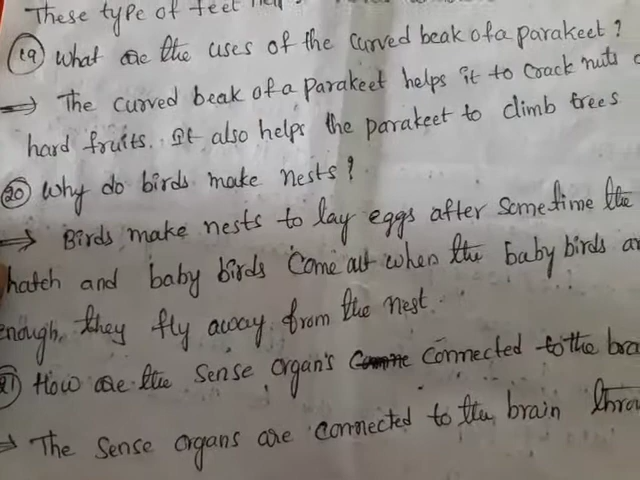 These type of feet help
(19) What are the uses of the curved beak of a parakeet?
→ The curved beak of a parakeet helps it to crack nuts
hard fruits. It also helps the parakeet to climb trees
(20) Why do birds make nests?
→ Birds make nests to lay eggs after sometime the
hatch and baby birds come out when the baby birds
enough, they fly away from the nest.
21) How are the sense organ's connected to the
→ The sense organs are connected to the brain